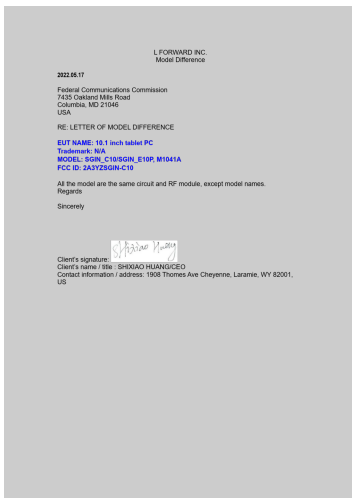 L FORWARD INC.
Model Difference
2022.05.17
Federal Communications Commission
7435 Oakland Mills Road
Columbia, MD 21046
USA
RE: LETTER OF MODEL DIFFERENCE
EUT NAME: 10.1 inch tablet PC
Trademark: N/A
MODEL: SGIN_C10/SGIN_E10P, M1041A
FCC ID: 2A3YZSGIN-C10
All the model are the same circuit and RF module, except model names.
Regards
Sincerely
Client's signature: Shixiao Huang
Client's name / title : SHIXIAO HUANG/CEO
Contact information / address: 1908 Thomes Ave Cheyenne, Laramie, WY 82001,
US